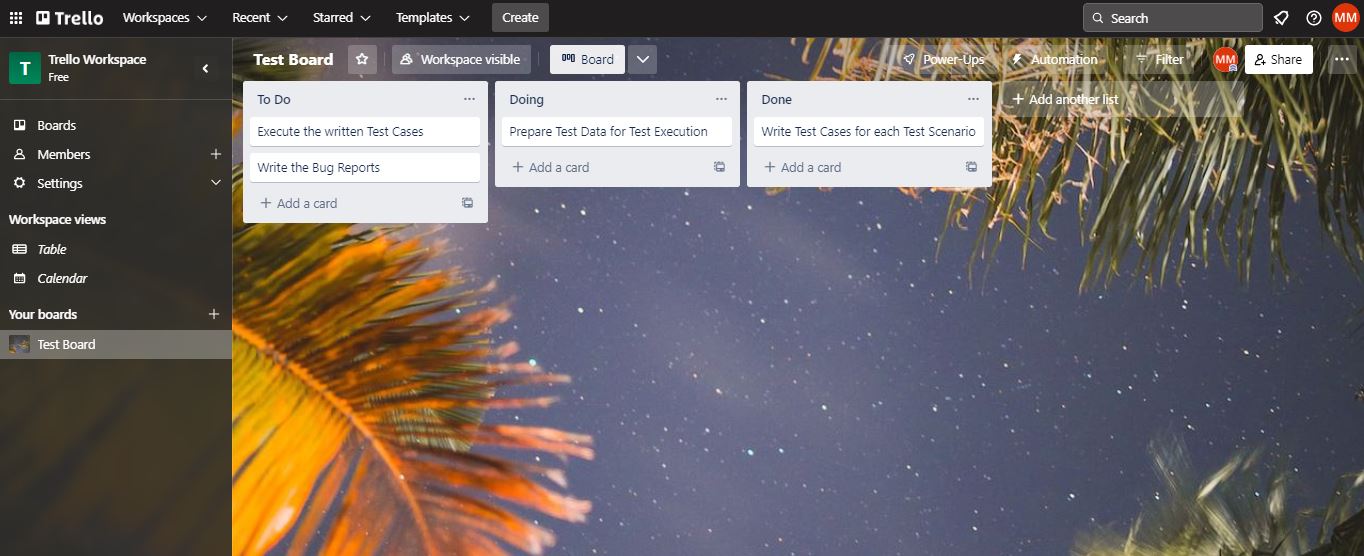 Trello
Workspaces
Recent
Starred
Templates
Create
Search
MM
T
Trello Workspace
Free
Test Board
Workspace visible
Board
Power-Ups
Automation
Filter
MM
Share
Boards
Members
Settings
Workspace views
Table
Calendar
Your boards
Test Board
To Do
Execute the written Test Cases
Write the Bug Reports
Add a card
Doing
Prepare Test Data for Test Execution
Add a card
Done
Write Test Cases for each Test Scenario
Add a card
Add another list